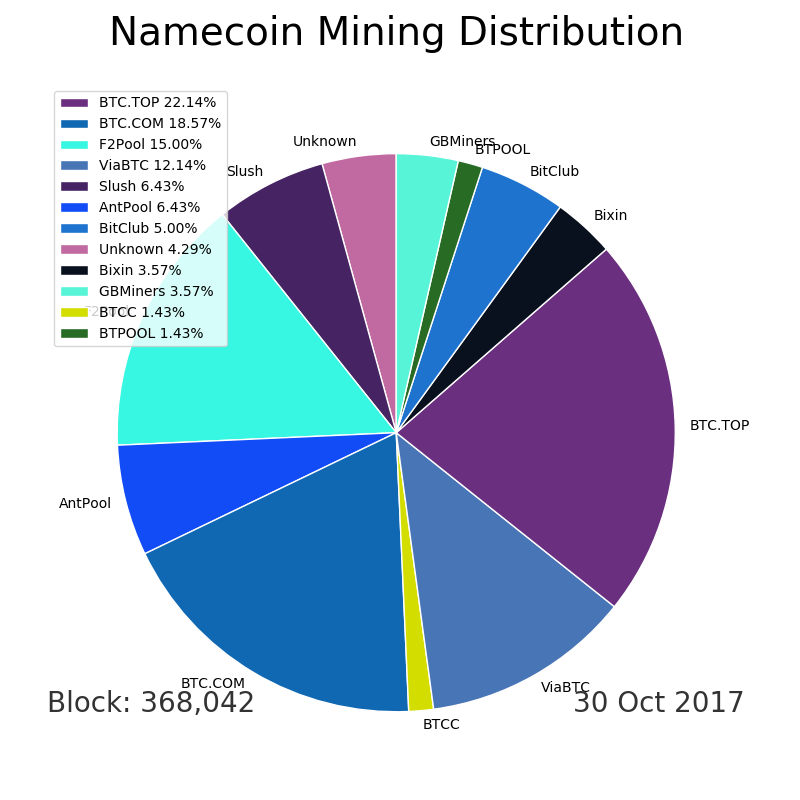 Namecoin Mining Distribution
BTC.TOP 22.14%
BTC.COM 18.57%
F2Pool 15.00%
ViaBTC 12.14%
Slush 6.43%
AntPool 6.43%
BitClub 5.00%
Unknown 4.29%
Bixin 3.57%
GBMiners 3.57%
BTCC 1.43%
BTPOOL 1.43%
Unknown
GBMiners
BTPOOL
Slush
BitClub
Bixin
BTC.TOP
AntPool
BTC.COM
ViaBTC
BTCC
Block: 368,042
30 Oct 2017